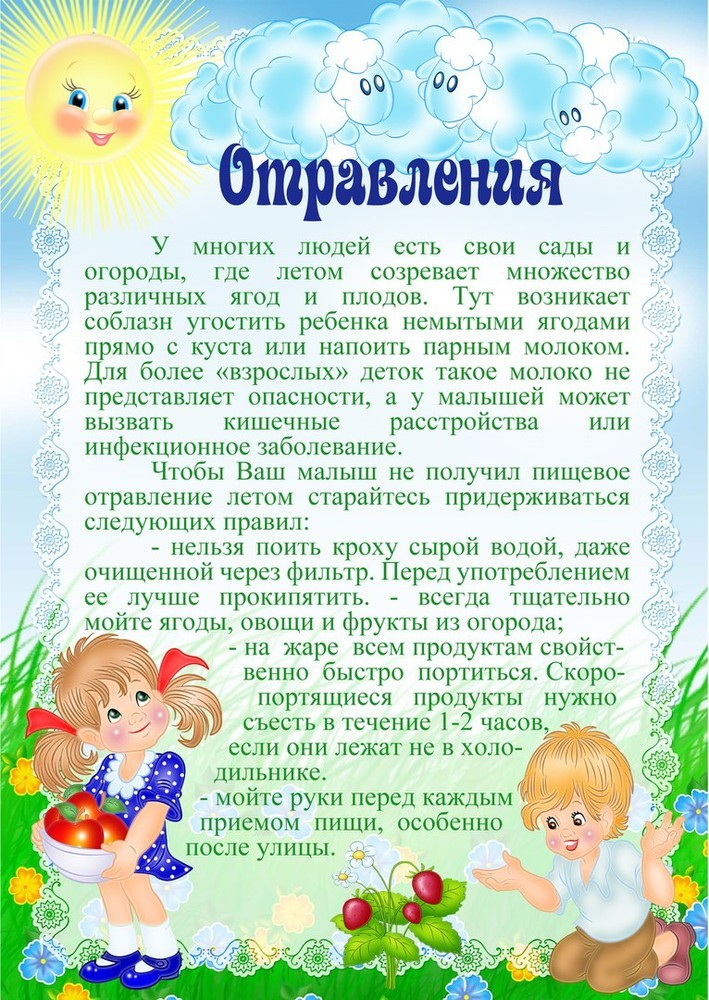 Отравления
У многих людей есть свои сады и
огороды, где летом созревает множество
различных ягод и плодов. Тут возникает
соблазн угостить ребенка немытыми ягодами
прямо с куста или напоить парным молоком.
Для более «взрослых» деток такое молоко не
представляет опасности, а у малышей может
вызвать кишечные расстройства или
инфекционное заболевание.
Чтобы Ваш малыш не получил пищевое
отравление летом старайтесь придерживаться
следующих правил:
- нельзя поить кроху сырой водой, даже
очищенной через фильтр. Перед употреблением
ее лучше прокипятить. - всегда тщательно
мойте ягоды, овощи и фрукты из огорода;
- на жаре всем продуктам свойст-
венно быстро портиться. Скоро-
портящиеся продукты нужно
съесть в течение 1-2 часов,
если они лежат не в холо-
дильнике.
- мойте руки перед каждым
приемом пищи, особенно
после улицы.